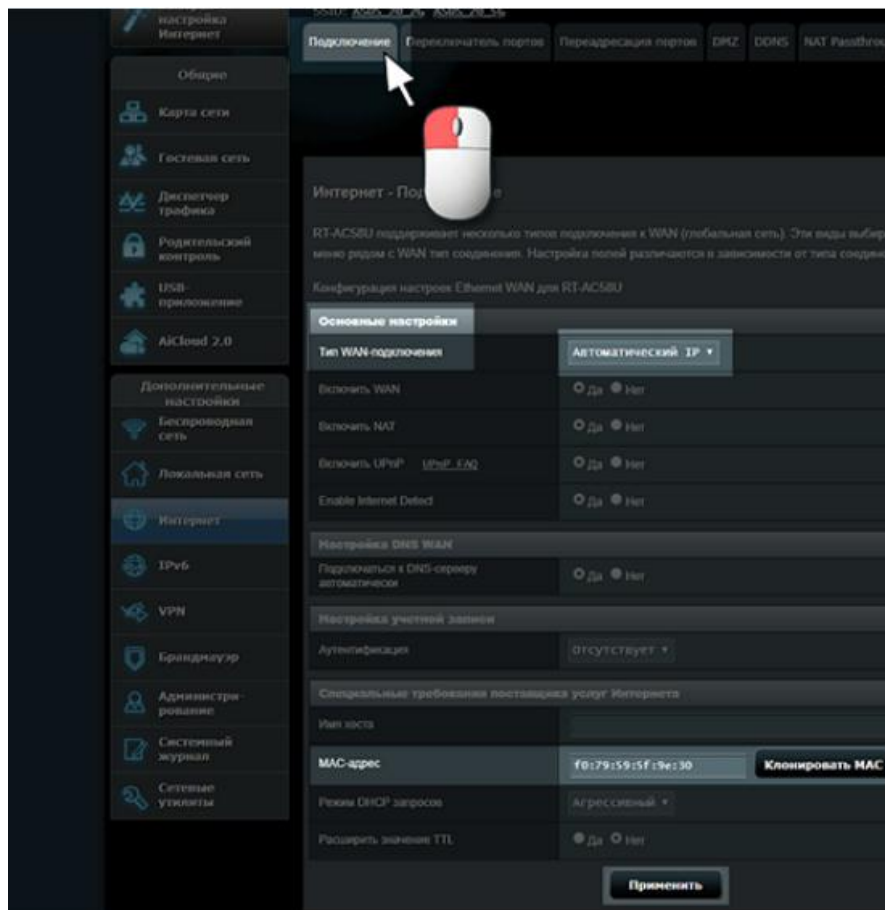 настройка
Интернет
Общие
Карта сети
Гостевая сеть
Диспетчер
трафика
Родительский
контроль
USB-
приложение
AiCloud 2.0
Дополнительные
настройки
Беспроводная
сеть
Локальная сеть
Интернет
IPv6
VPN
Брандмауэр
Администри-
рование
Системный
журнал
Сетевые
утилиты
SSID:
Подключение Переключатель портов Переадресация портов DMZ DDNS NAT Passthrou
Интернет - По е
RT-AC58U поддерживает несколько типов подключения к WAN (глобальная сеть). Эти виды выбир
меню рядом с WAN тип соединения. Настройка полей различаются в зависимости от типа соедин
Конфигурация настроек Ethernet WAN для RT-AC58U
Основные настройки
Тип WAN-подключения Автоматический IP
Включить WAN Да Нет
Включить NAT Да Нет
Включить UPnP UPnP FAQ Да Нет
Enable Internet Detect Да Нет
Настройка DNS WAN
Подключаться к DNS-серверу
автоматически Да Нет
Настройка учетной записи
Аутентификация Отсутствует
Специальные требования поставщика услуг Интернета
Имя хоста
MAC-адрес f0:79:59:5f:9e:30 Клонировать MAC
Режим DHCP запросов Агрессивный
Расширить значение TTL Да Нет
Применить